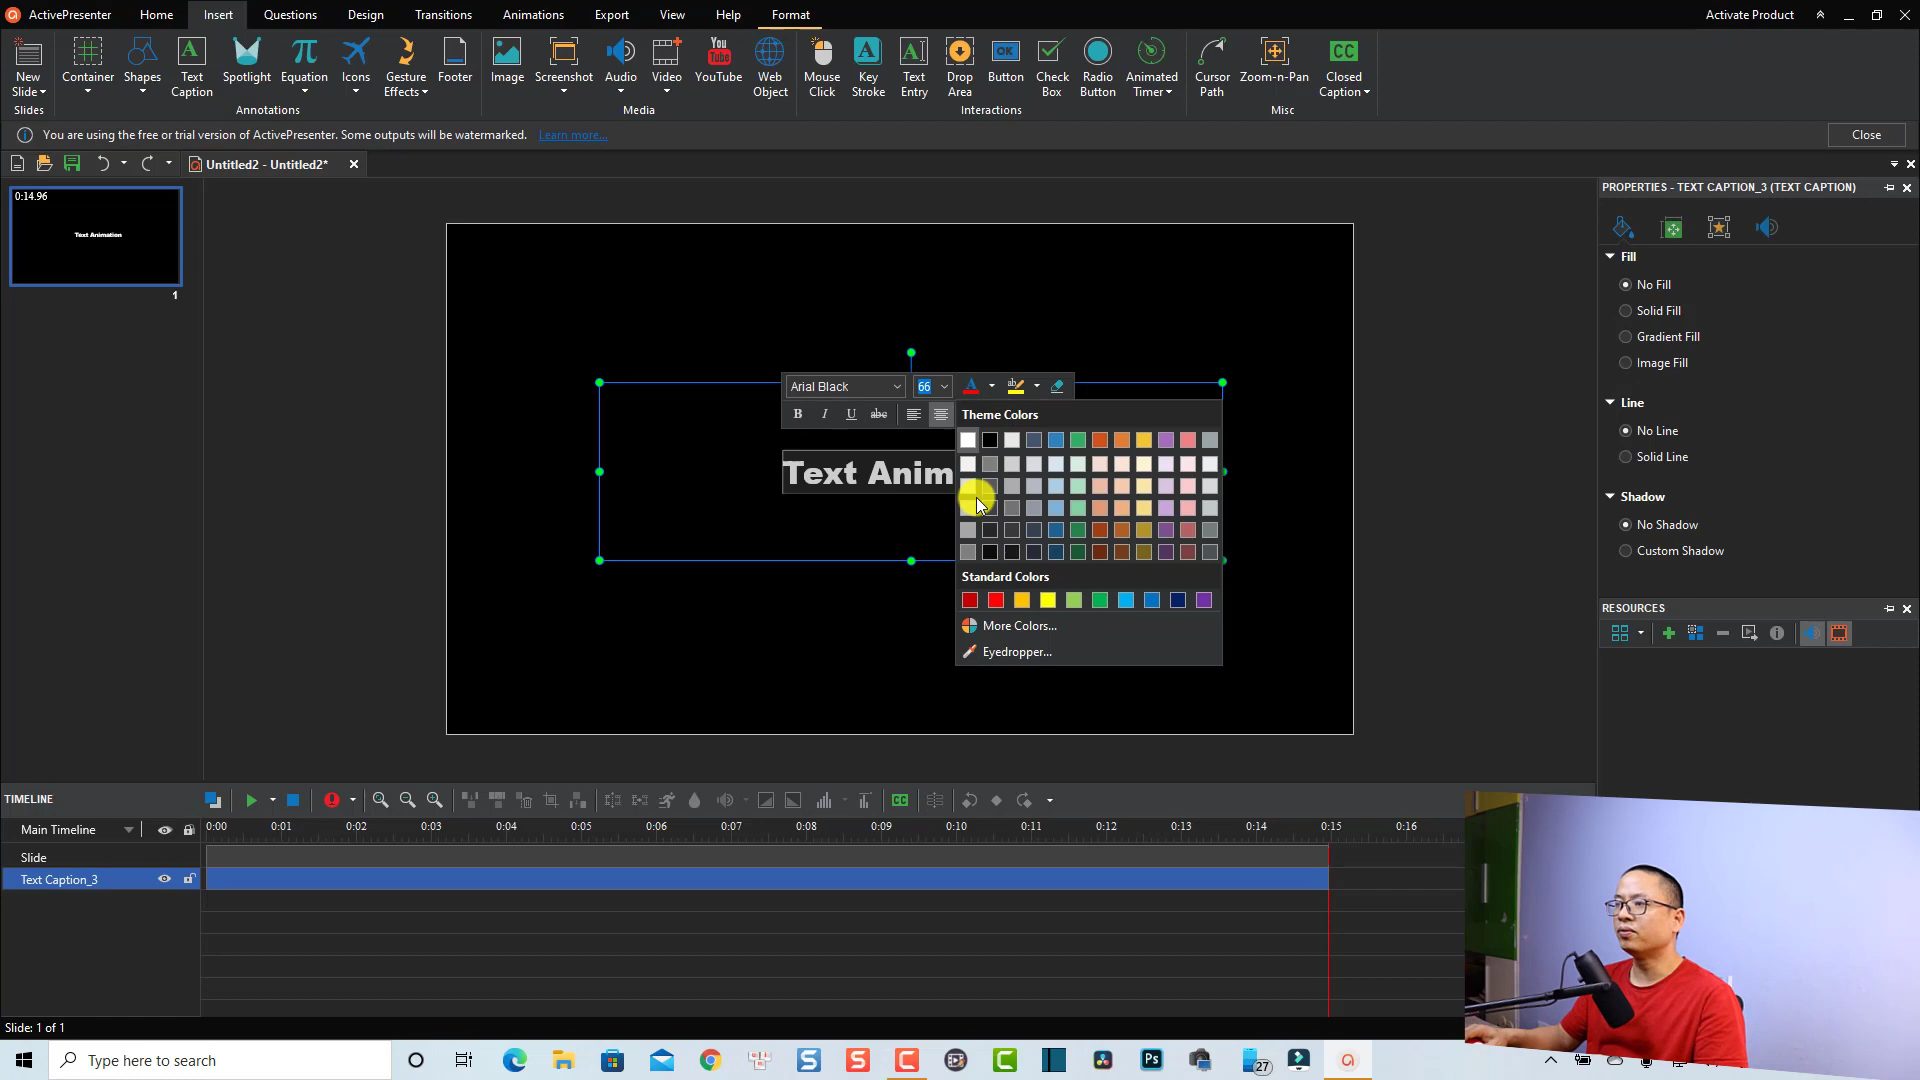 ActivePresenter Home Insert Questions Design Transitions Animations Export View Help Format Activate Product
New Slide Container Shapes Text Caption Spotlight Equation Icons Gesture Effects Footer Image Screenshot Audio Video YouTube Web Object Mouse Click Key Stroke Text Entry Drop Area Button Check Box Radio Button Animated Timer Cursor Path Zoom-n-Pan Closed Caption
Slides Annotations Media Interactions Misc
You are using the free or trial version of ActivePresenter. Some outputs will be watermarked. Learn more... Close
Untitled2 - Untitled2*
PROPERTIES - TEXT CAPTION_3 (TEXT CAPTION)
0:14.96
Text Animation
1
Fill
No Fill
Solid Fill
Gradient Fill
Image Fill
Line
No Line
Solid Line
Shadow
No Shadow
Custom Shadow
Arial Black 66
B I U abc
Theme Colors
Text Anim
Standard Colors
More Colors...
Eyedropper...
RESOURCES
TIMELINE
Main Timeline 0:00 0:01 0:02 0:03 0:04 0:05 0:06 0:07 0:08 0:09 0:10 0:11 0:12 0:13 0:14 0:15 0:16
Slide
Text Caption_3
Slide: 1 of 1
Type here to search
27